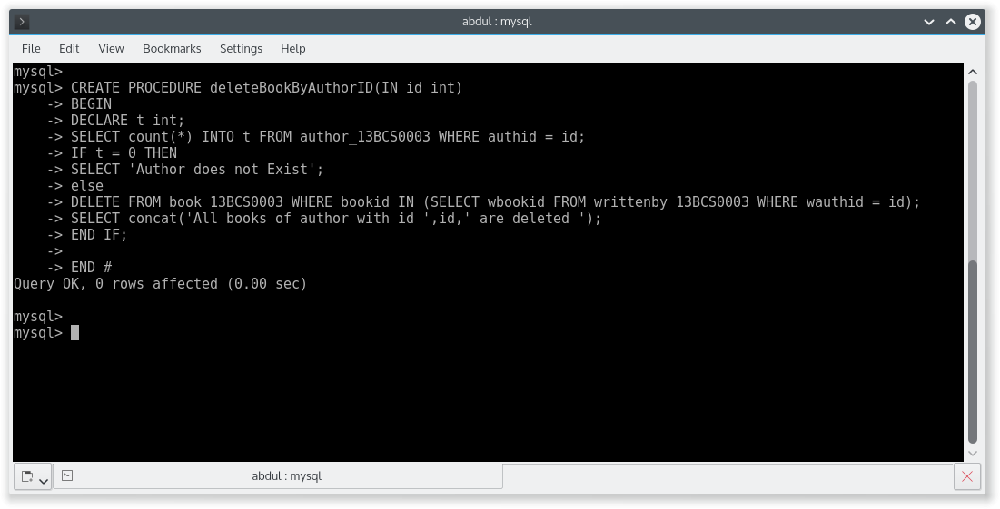 abdul : mysql
File Edit View Bookmarks Settings Help
mysql>
mysql> CREATE PROCEDURE deleteBookByAuthorID(IN id int)
    -> BEGIN
    -> DECLARE t int;
    -> SELECT count(*) INTO t FROM author_13BCS0003 WHERE authid = id;
    -> IF t = 0 THEN
    -> SELECT 'Author does not Exist';
    -> else
    -> DELETE FROM book_13BCS0003 WHERE bookid IN (SELECT wbookid FROM writtenby_13BCS0003 WHERE wauthid = id);
    -> SELECT concat('All books of author with id ',id,' are deleted ');
    -> END IF;
    ->
    -> END #
Query OK, 0 rows affected (0.00 sec)
mysql>
mysql>
abdul : mysql